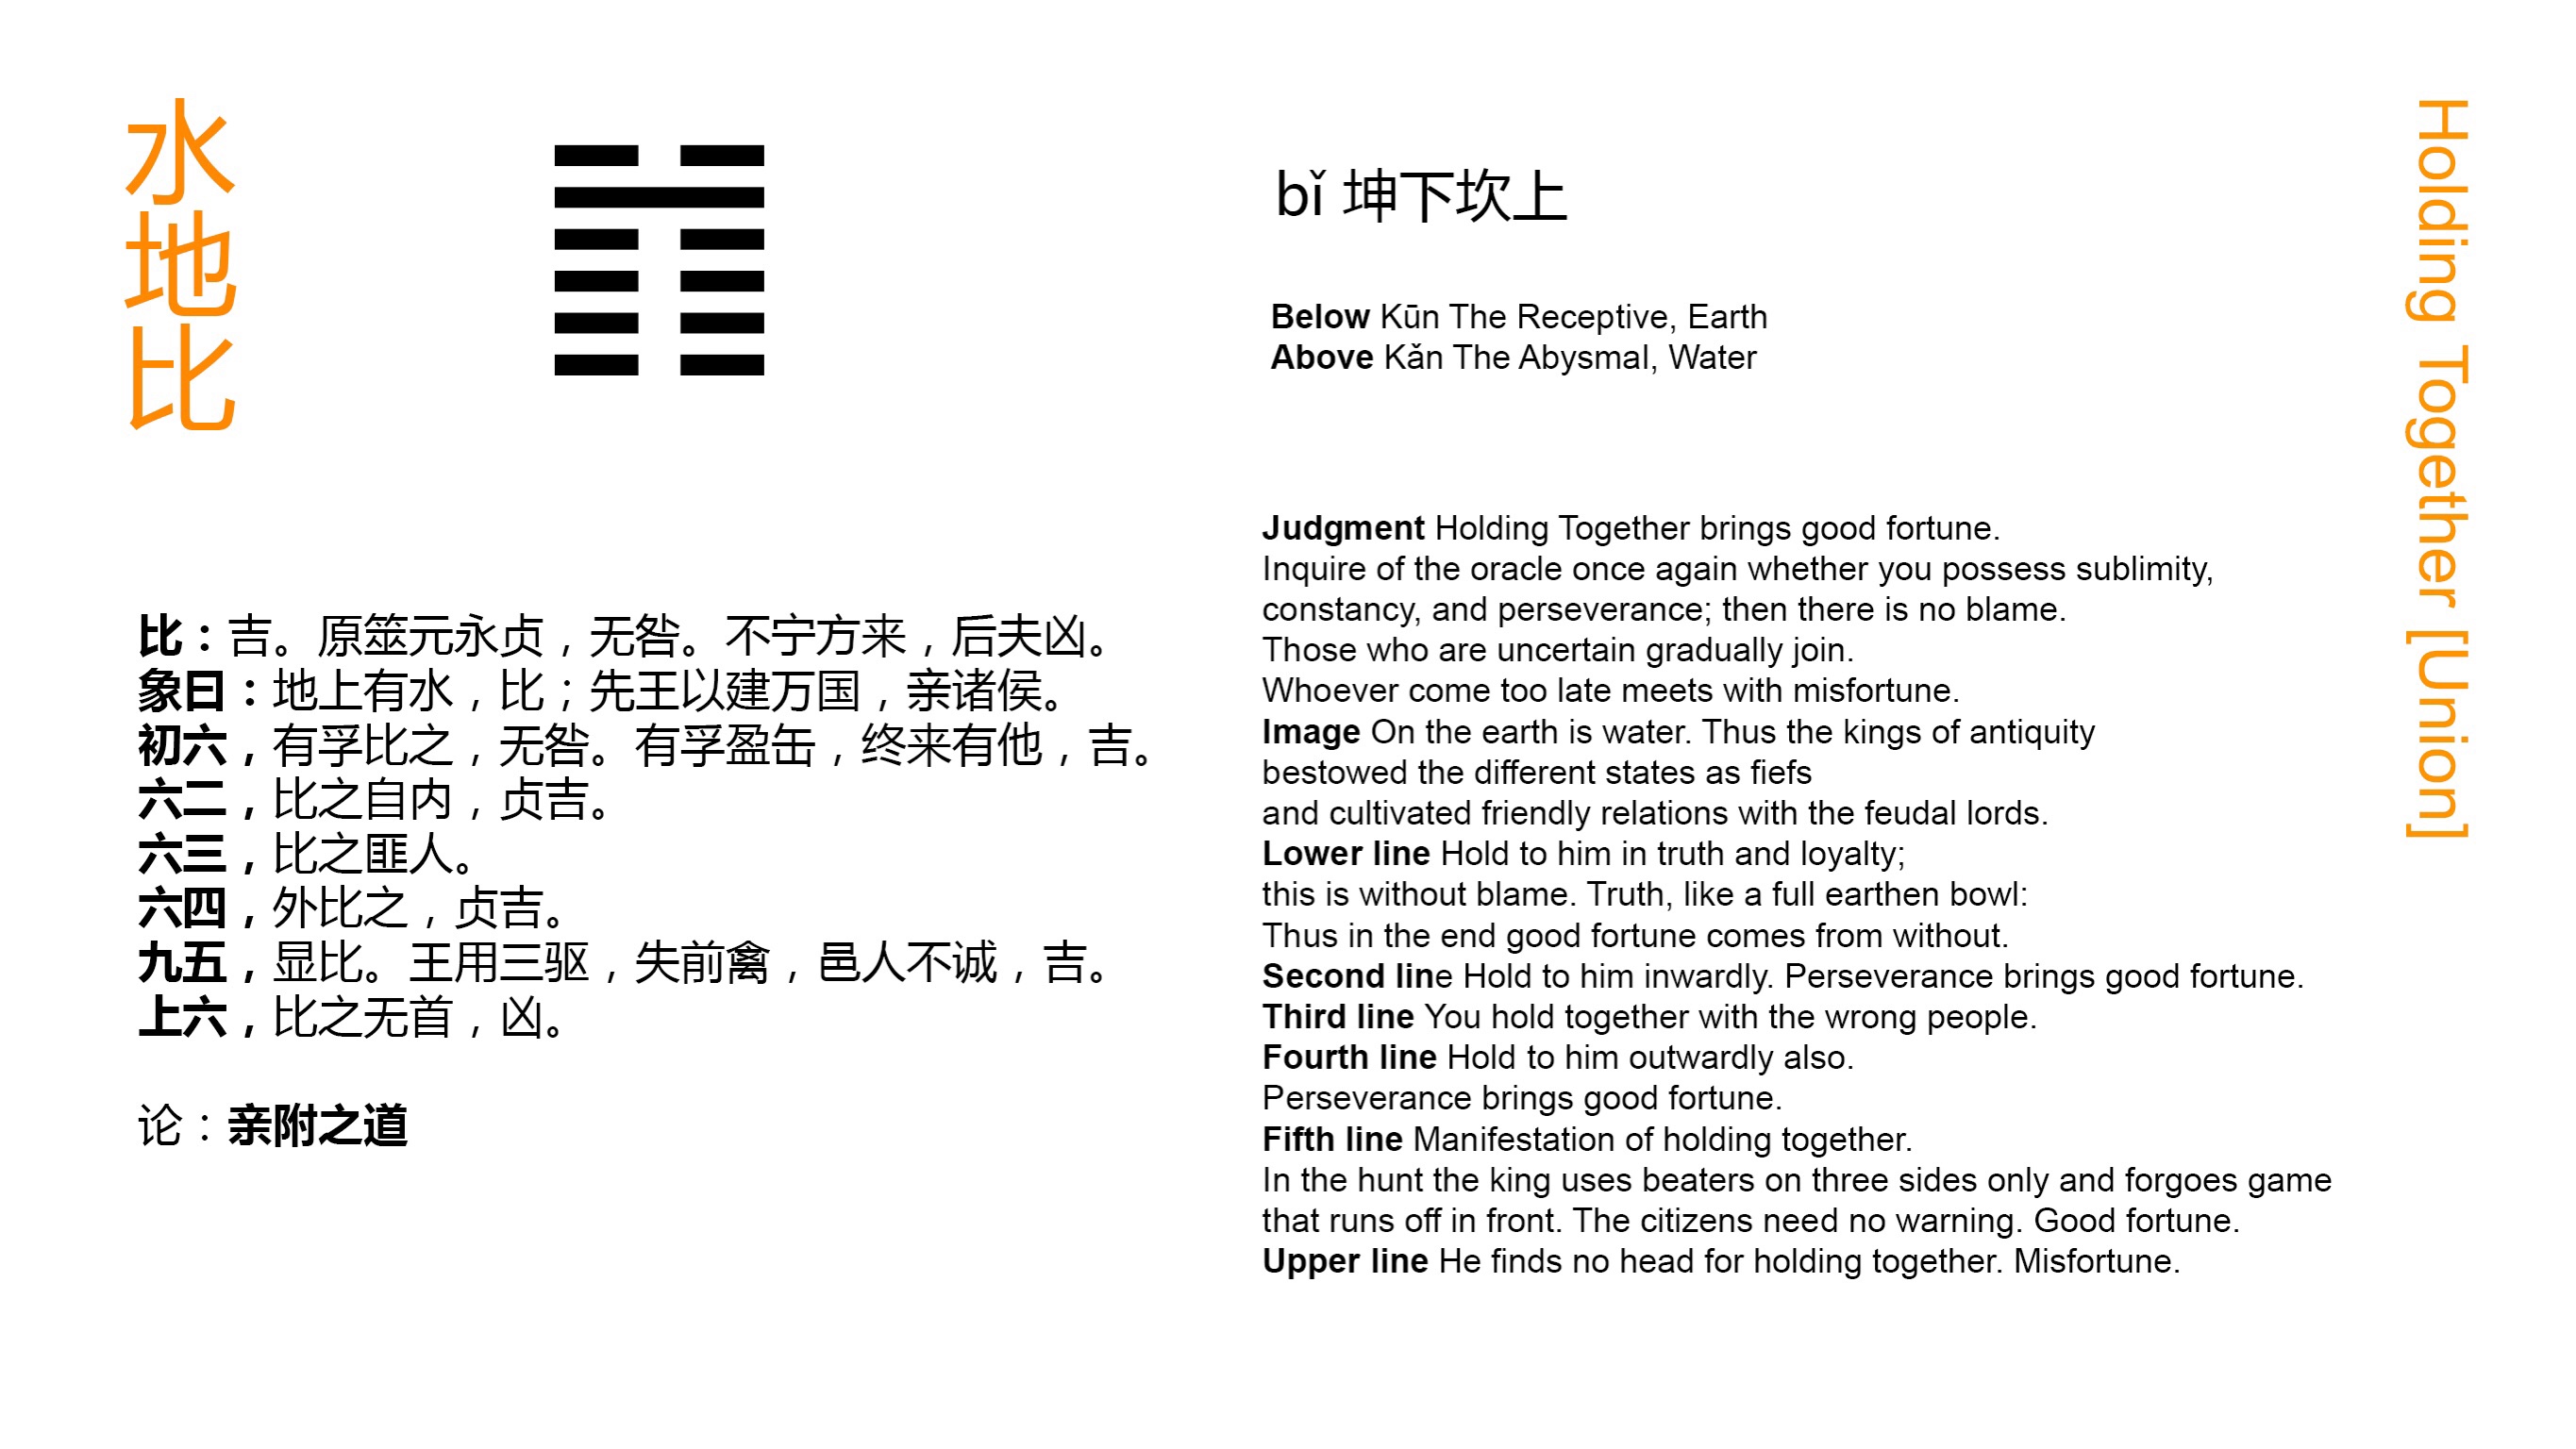 水地比
bǐ 坤下坎上
Below Kūn The Receptive, Earth
Above Kǎn The Abysmal, Water
比：吉。原筮元永贞，无咎。不宁方来，后夫凶。
象曰：地上有水，比；先王以建万国，亲诸侯。
初六，有孚比之，无咎。有孚盈缶，终来有他，吉。
六二，比之自内，贞吉。
六三，比之匪人。
六四，外比之，贞吉。
九五，显比。王用三驱，失前禽，邑人不诚，吉。
上六，比之无首，凶。
论：亲附之道
Judgment Holding Together brings good fortune.
Inquire of the oracle once again whether you possess sublimity,
constancy, and perseverance; then there is no blame.
Those who are uncertain gradually join.
Whoever come too late meets with misfortune.
Image On the earth is water. Thus the kings of antiquity
bestowed the different states as fiefs
and cultivated friendly relations with the feudal lords.
Lower line Hold to him in truth and loyalty;
this is without blame. Truth, like a full earthen bowl:
Thus in the end good fortune comes from without.
Second line Hold to him inwardly. Perseverance brings good fortune.
Third line You hold together with the wrong people.
Fourth line Hold to him outwardly also.
Perseverance brings good fortune.
Fifth line Manifestation of holding together.
In the hunt the king uses beaters on three sides only and forgoes game
that runs off in front. The citizens need no warning. Good fortune.
Upper line He finds no head for holding together. Misfortune.
Holding Together [Union]